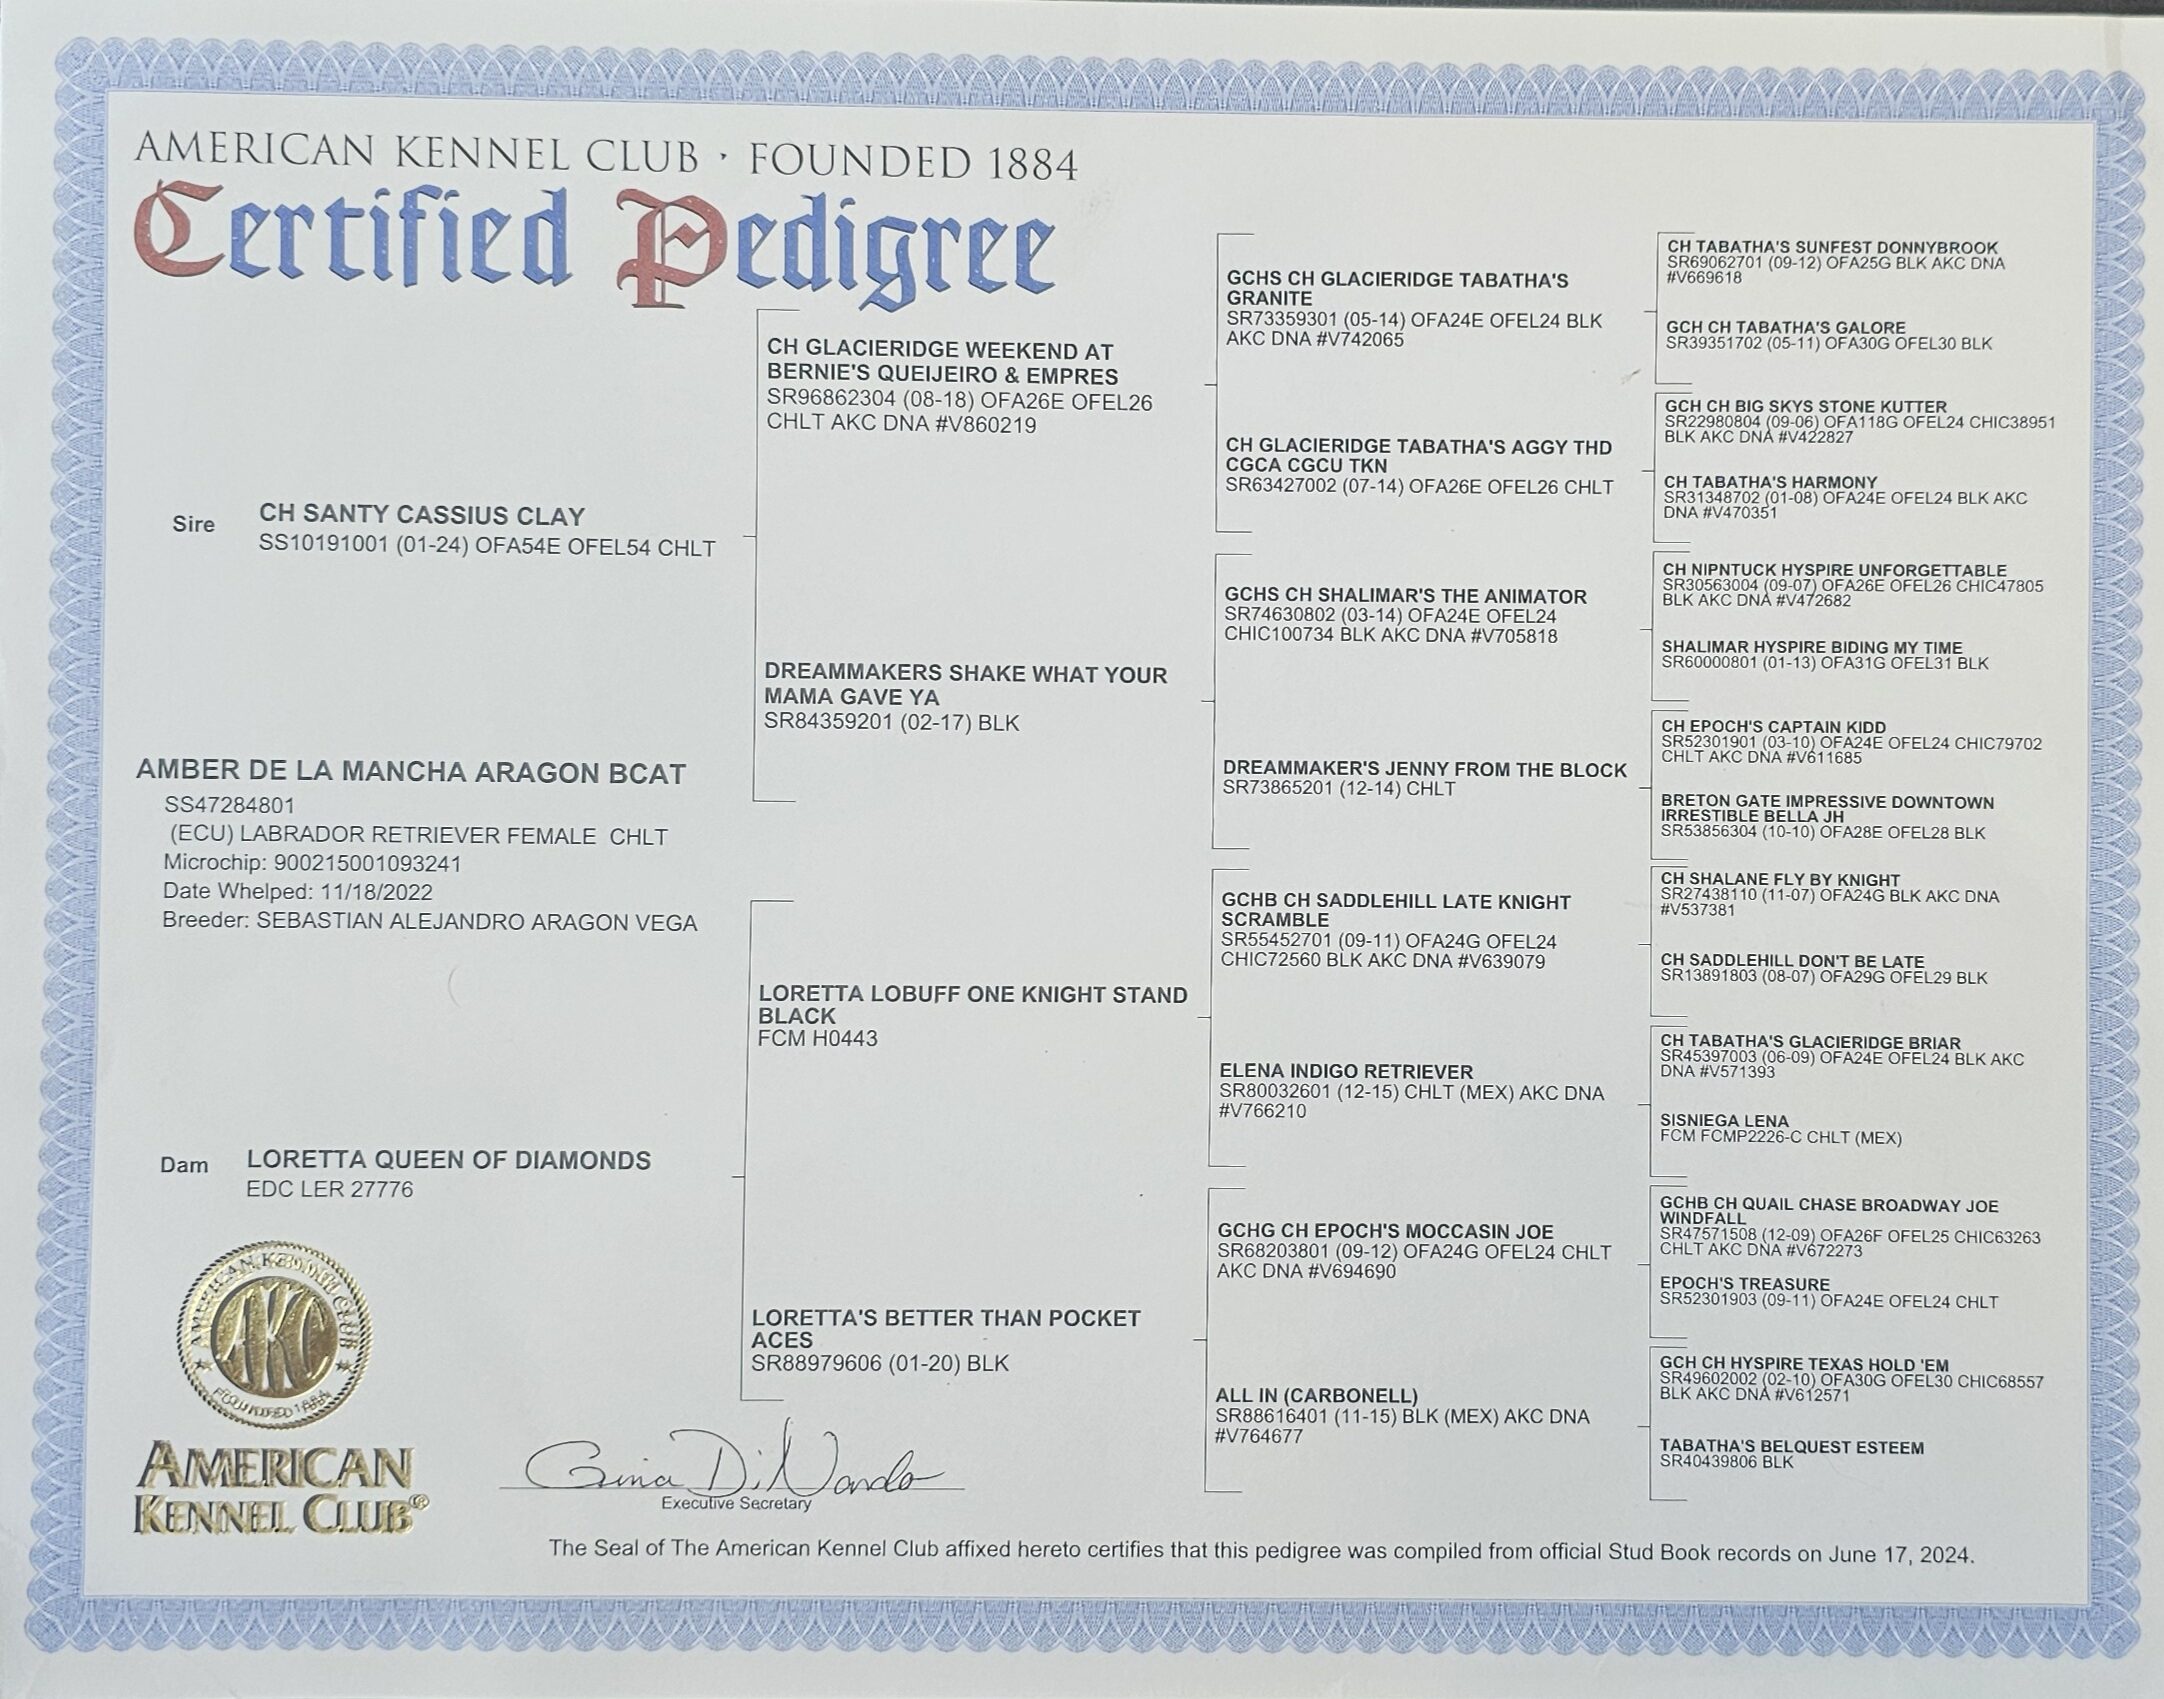 AMERICAN KENNEL CLUB · FOUNDED 1884
Certified Pedigree
Sire
CH SANTY CASSIUS CLAY
SS10191001 (01-24) OFA54E OFEL54 CHLT
AMBER DE LA MANCHA ARAGON BCAT
SS47284801
(ECU) LABRADOR RETRIEVER FEMALE CHLT
Microchip: 900215001093241
Date Whelped: 11/18/2022
Breeder: SEBASTIAN ALEJANDRO ARAGON VEGA
Dam
LORETTA QUEEN OF DIAMONDS
EDC LER 27776
CH GLACIERIDGE WEEKEND AT
BERNIE'S QUEIJEIRO & EMPRES
SR96862304 (08-18) OFA26E OFEL26
CHLT AKC DNA #V860219
DREAMMAKERS SHAKE WHAT YOUR
MAMA GAVE YA
SR84359201 (02-17) BLK
LORETTA LOBUFF ONE KNIGHT STAND
BLACK
FCM H0443
LORETTA'S BETTER THAN POCKET
ACES
SR88979606 (01-20) BLK
GCHS CH GLACIERIDGE TABATHA'S
GRANITE
SR73359301 (05-14) OFA24E OFEL24 BLK
AKC DNA #V742065
CH GLACIERIDGE TABATHA'S AGGY THD
CGCA CGCU TKN
SR63427002 (07-14) OFA26E OFEL26 CHLT
GCHS CH SHALIMAR'S THE ANIMATOR
SR74630802 (03-14) OFA24E OFEL24
CHIC100734 BLK AKC DNA #V705818
DREAMMAKER'S JENNY FROM THE BLOCK
SR73865201 (12-14) CHLT
GCHB CH SADDLEHILL LATE KNIGHT
SCRAMBLE
SR55452701 (09-11) OFA24G OFEL24
CHIC72560 BLK AKC DNA #V639079
ELENA INDIGO RETRIEVER
SR80032601 (12-15) CHLT (MEX) AKC DNA
#V766210
GCHG CH EPOCH'S MOCCASIN JOE
SR68203801 (09-12) OFA24G OFEL24 CHLT
AKC DNA #V694690
ALL IN (CARBONELL)
SR88616401 (11-15) BLK (MEX) AKC DNA
#V764677
CH TABATHA'S SUNFEST DONNYBROOK
SR69062701 (09-12) OFA25G BLK AKC DNA
#V669618
GCH CH TABATHA'S GALORE
SR39351702 (05-11) OFA30G OFEL30 BLK
GCH CH BIG SKYS STONE KUTTER
SR22980804 (09-06) OFA118G OFEL24 CHIC38951
BLK AKC DNA #V422827
CH TABATHA'S HARMONY
SR31348702 (01-08) OFA24E OFEL24 BLK AKC
DNA #V470351
CH NIPNTUCK HYSPIRE UNFORGETTABLE
SR30563004 (09-07) OFA26E OFEL26 CHIC47805
BLK AKC DNA #V472682
SHALIMAR HYSPIRE BIDING MY TIME
SR60000801 (01-13) OFA31G OFEL31 BLK
CH EPOCH'S CAPTAIN KIDD
SR52301901 (03-10) OFA24E OFEL24 CHIC79702
CHLT AKC DNA #V611685
BRETON GATE IMPRESSIVE DOWNTOWN
IRRESTIBLE BELLA JH
SR53856304 (10-10) OFA28E OFEL28 BLK
CH SHALANE FLY BY KNIGHT
SR27438110 (11-07) OFA24G BLK AKC DNA
#V537381
CH SADDLEHILL DON'T BE LATE
SR13891803 (08-07) OFA29G OFEL29 BLK
CH TABATHA'S GLACIERIDGE BRIAR
SR45397003 (06-09) OFA24E OFEL24 BLK AKC
DNA #V571393
SISNIEGA LENA
FCM FCMP2226-C CHLT (MEX)
GCHB CH QUAIL CHASE BROADWAY JOE
WINDFALL
SR47571508 (12-09) OFA26F OFEL25 CHIC63263
CHLT AKC DNA #V672273
EPOCH'S TREASURE
SR52301903 (09-11) OFA24E OFEL24 CHLT
GCH CH HYSPIRE TEXAS HOLD 'EM
SR49602002 (02-10) OFA30G OFEL30 CHIC68557
BLK AKC DNA #V612571
TABATHA'S BELQUEST ESTEEM
SR40439806 BLK
AMERICAN KENNEL CLUB
AKC
FOUNDED 1884
AMERICAN
KENNEL CLUB®
Gina DiNardo
Executive Secretary
The Seal of The American Kennel Club affixed hereto certifies that this pedigree was compiled from official Stud Book records on June 17, 2024.